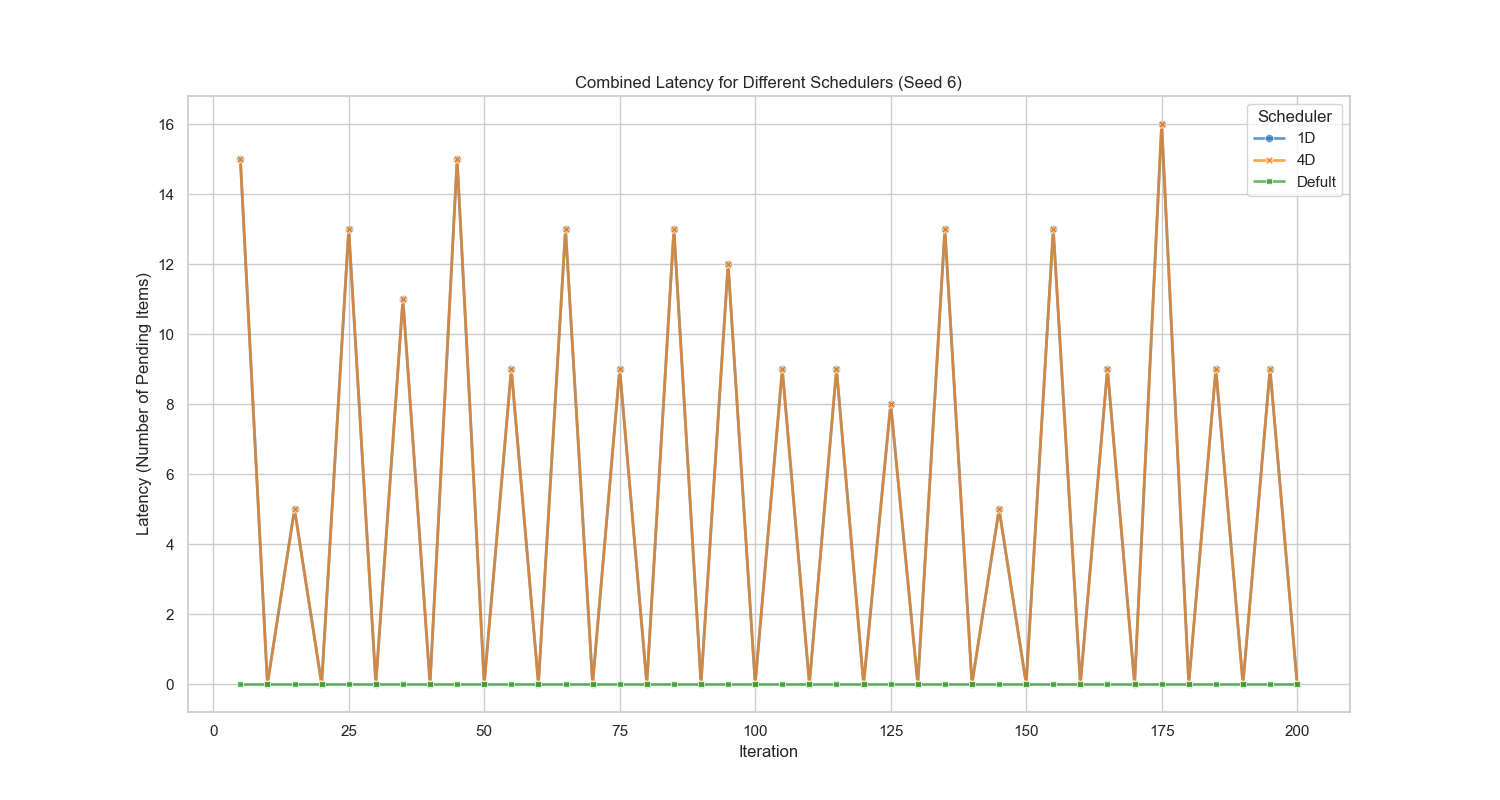 Combined Latency for Different Schedulers (Seed 6)
Scheduler
1D
4D
Defult
Latency (Number of Pending Items)
16
14
12
10
8
6
4
2
0
0 25 50 75 100 125 150 175 200
Iteration